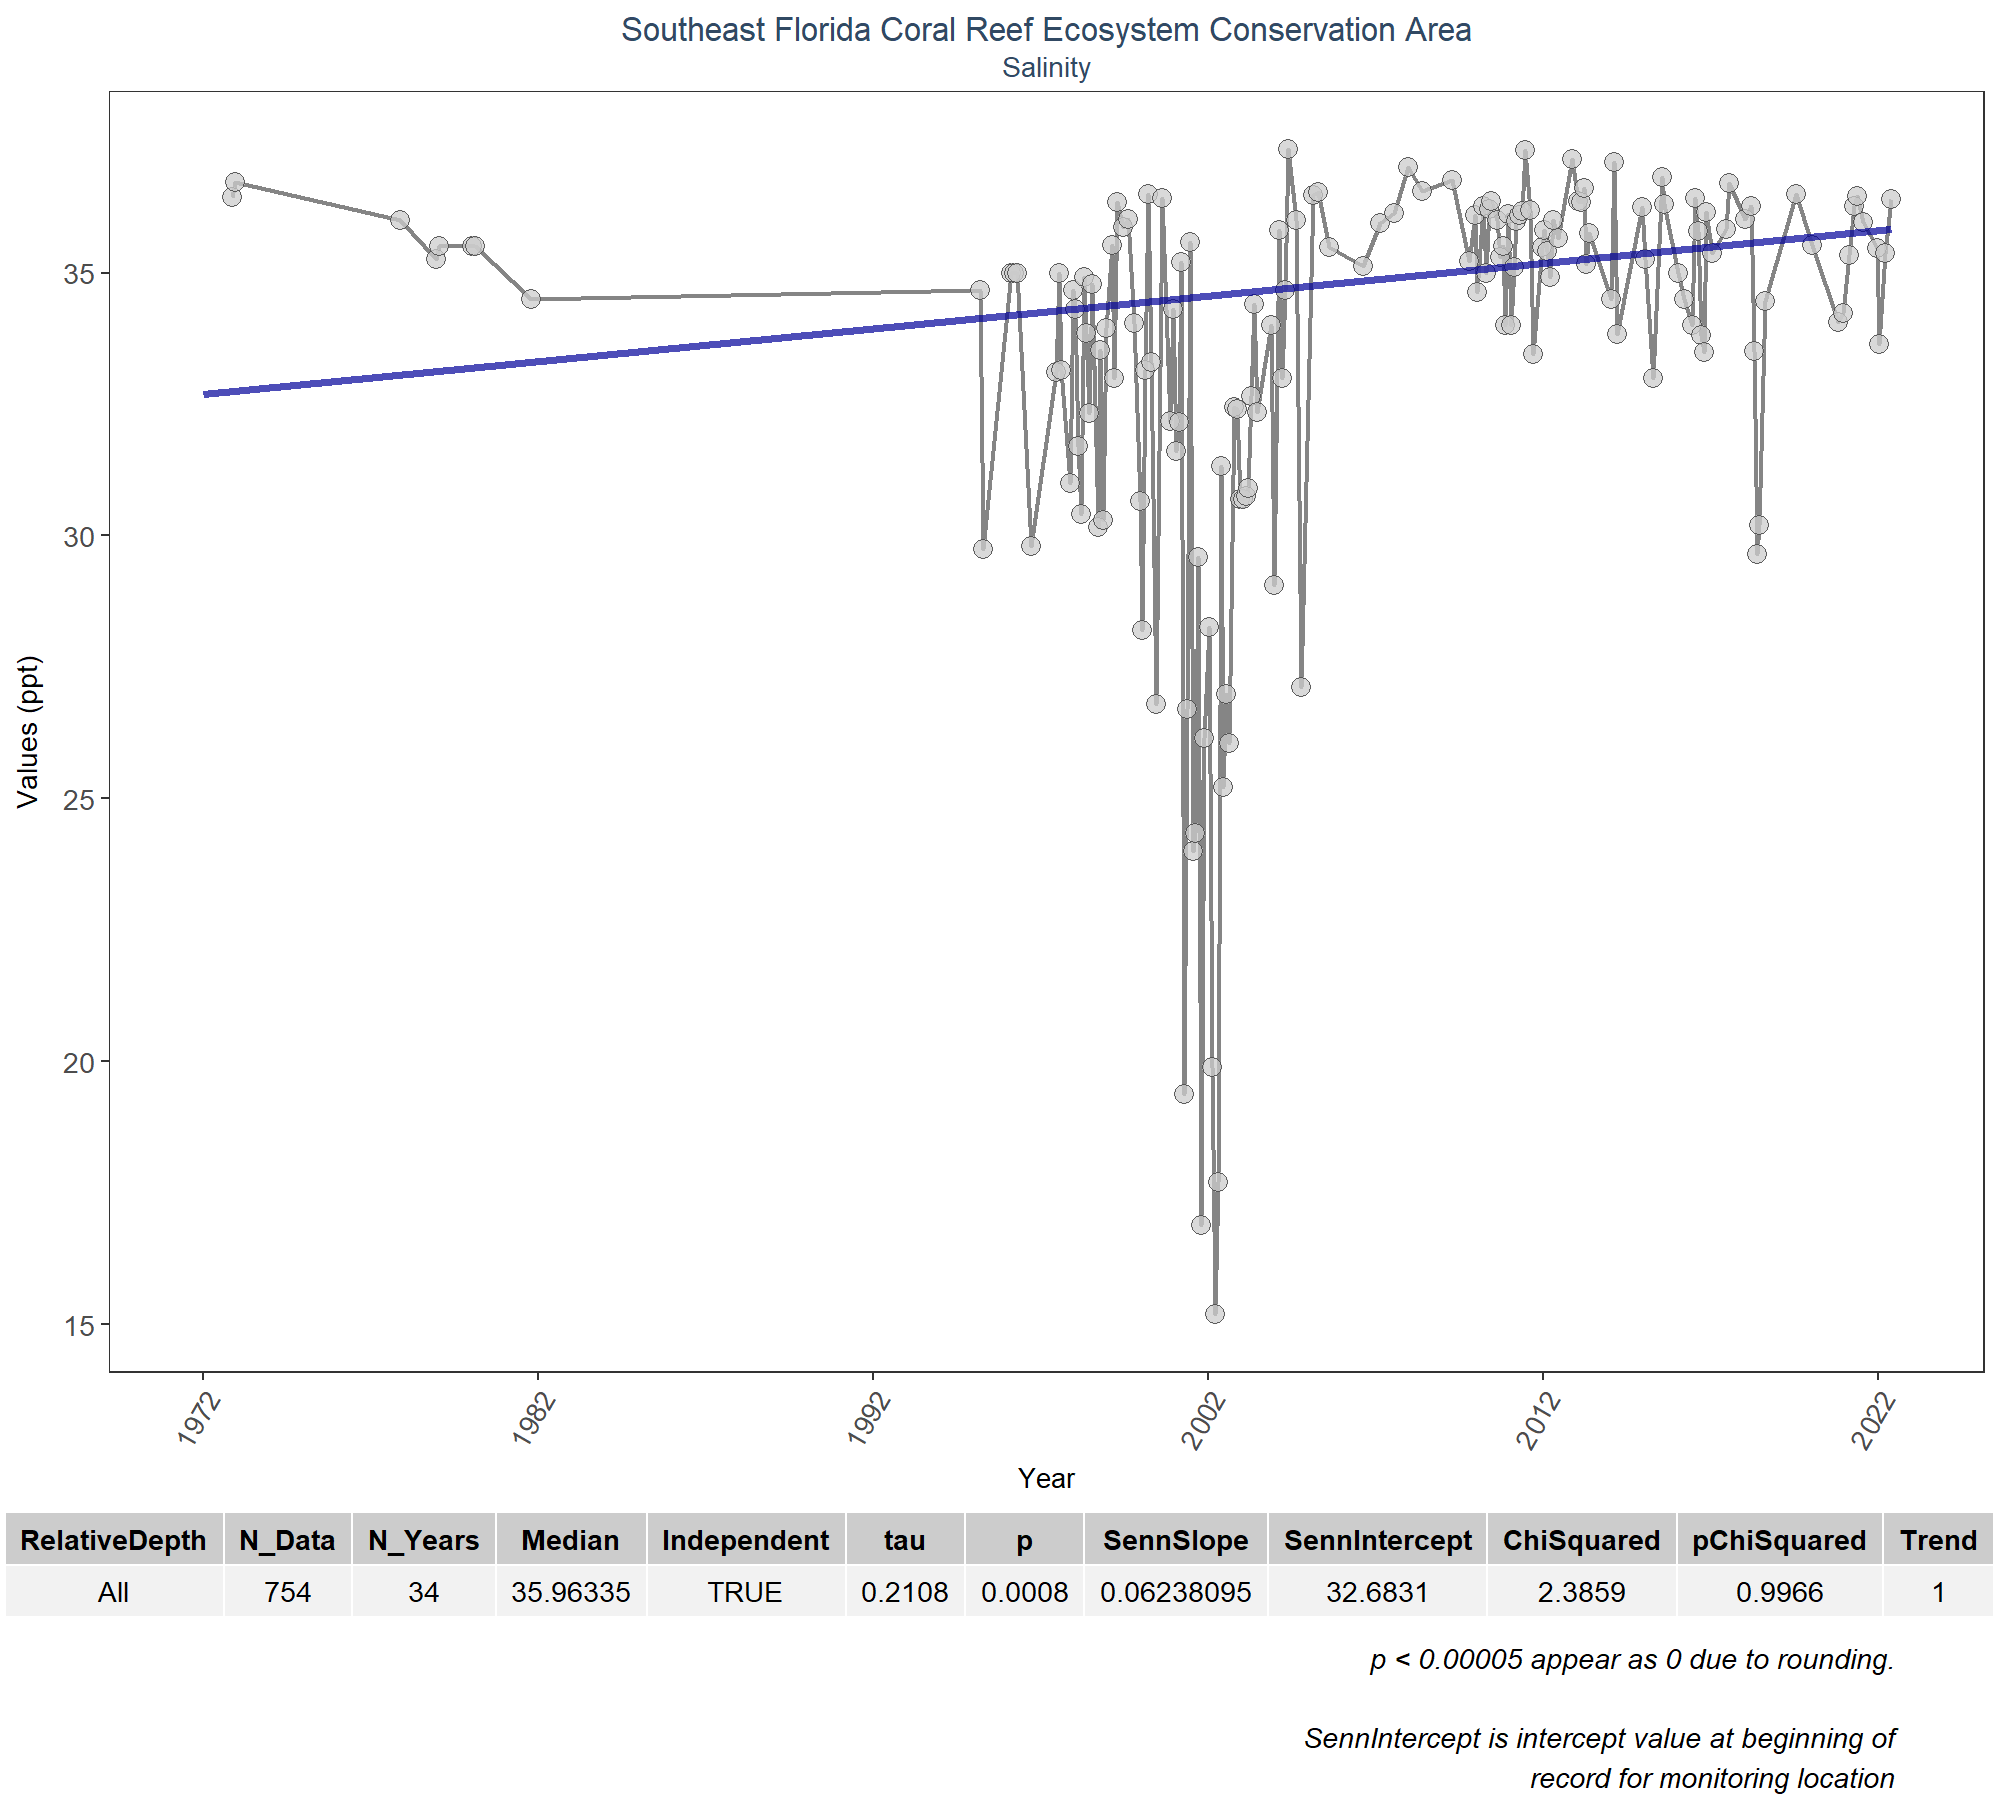 Southeast Florida Coral Reef Ecosystem Conservation Area
Salinity
Values (ppt)
35
30
25
20
15
1972 1982 1992 2002 2012 2022
Year
RelativeDepth N_Data N_Years Median Independent tau p SennSlope SennIntercept ChiSquared pChiSquared Trend
All 754 34 35.96335 TRUE 0.2108 0.0008 0.06238095 32.6831 2.3859 0.9966 1
p < 0.00005 appear as 0 due to rounding.
SennIntercept is intercept value at beginning of
record for monitoring location